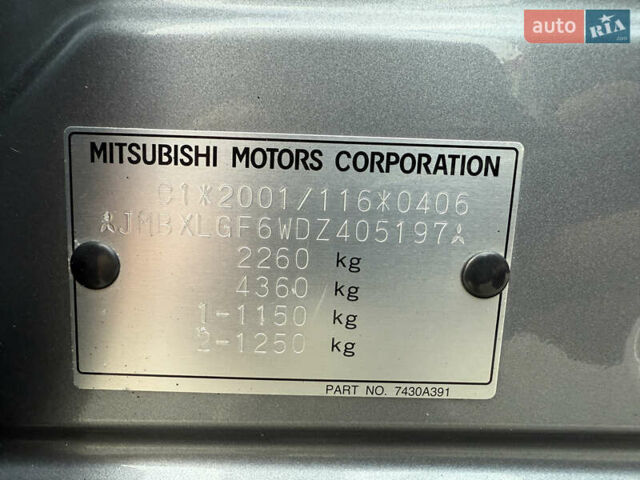 auto RIA .com
MITSUBISHI MOTORS CORPORATION
01*2001/116*0406
JMBXLGF6WDZ405197
2260 kg
4360 kg
1-1150 kg
2-1250 kg
PART NO. 7430A391